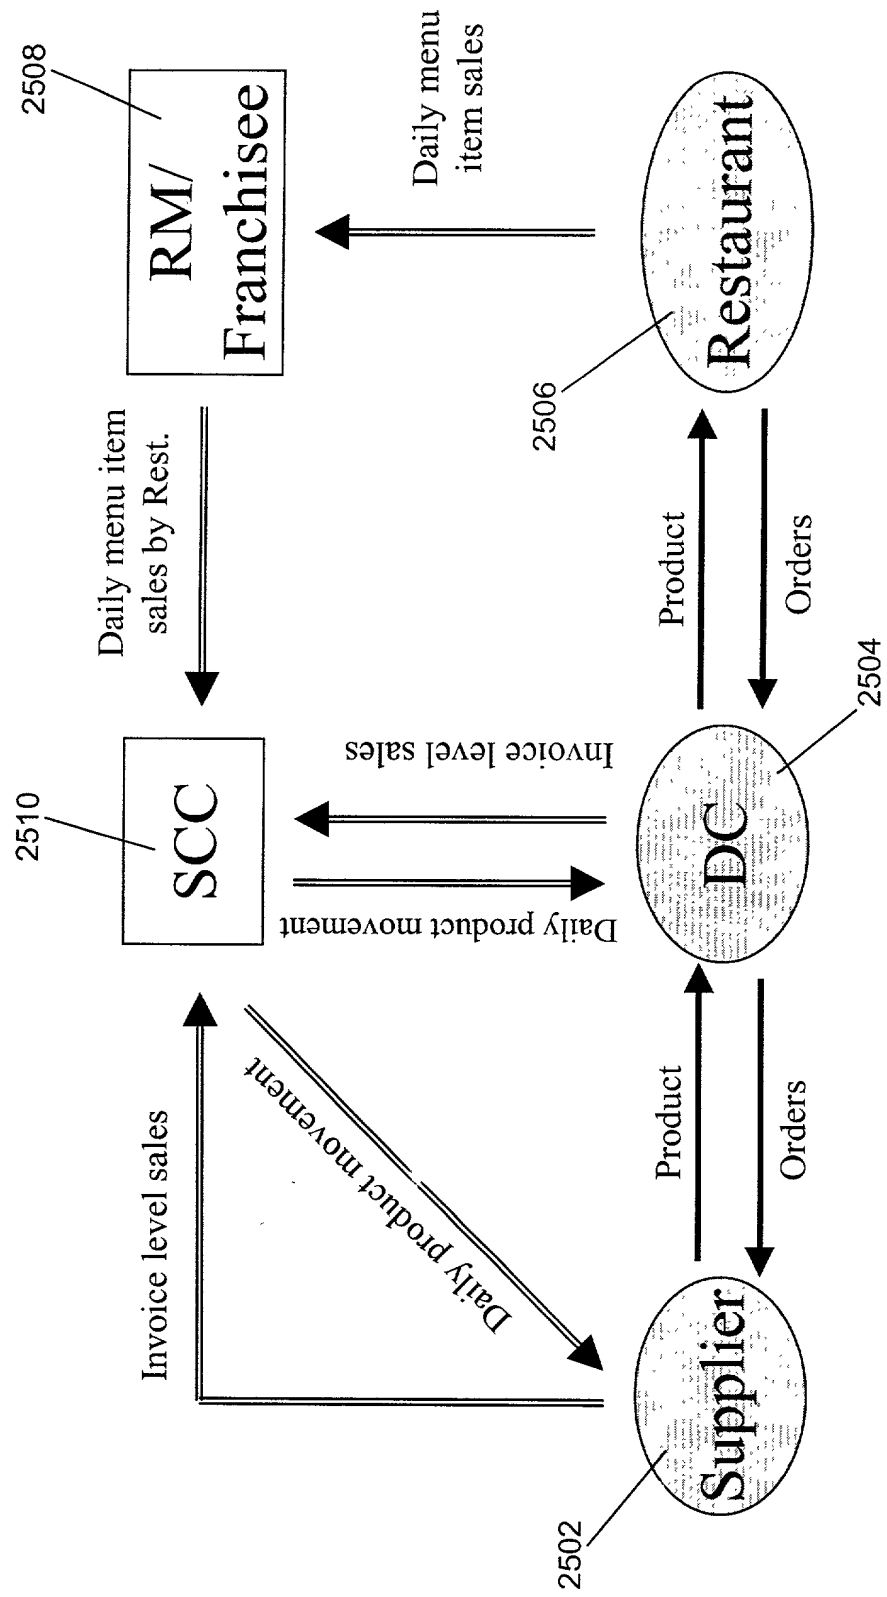 2510
2508
SCC
RM/
Franchisee
Daily menu item
sales by Rest.
Invoice level sales
Daily product movement
Daily product movement
Invoice level sales
Daily menu
item sales
2502
2506
Supplier
Product
Orders
DC
Product
Orders
Restaurant
2504